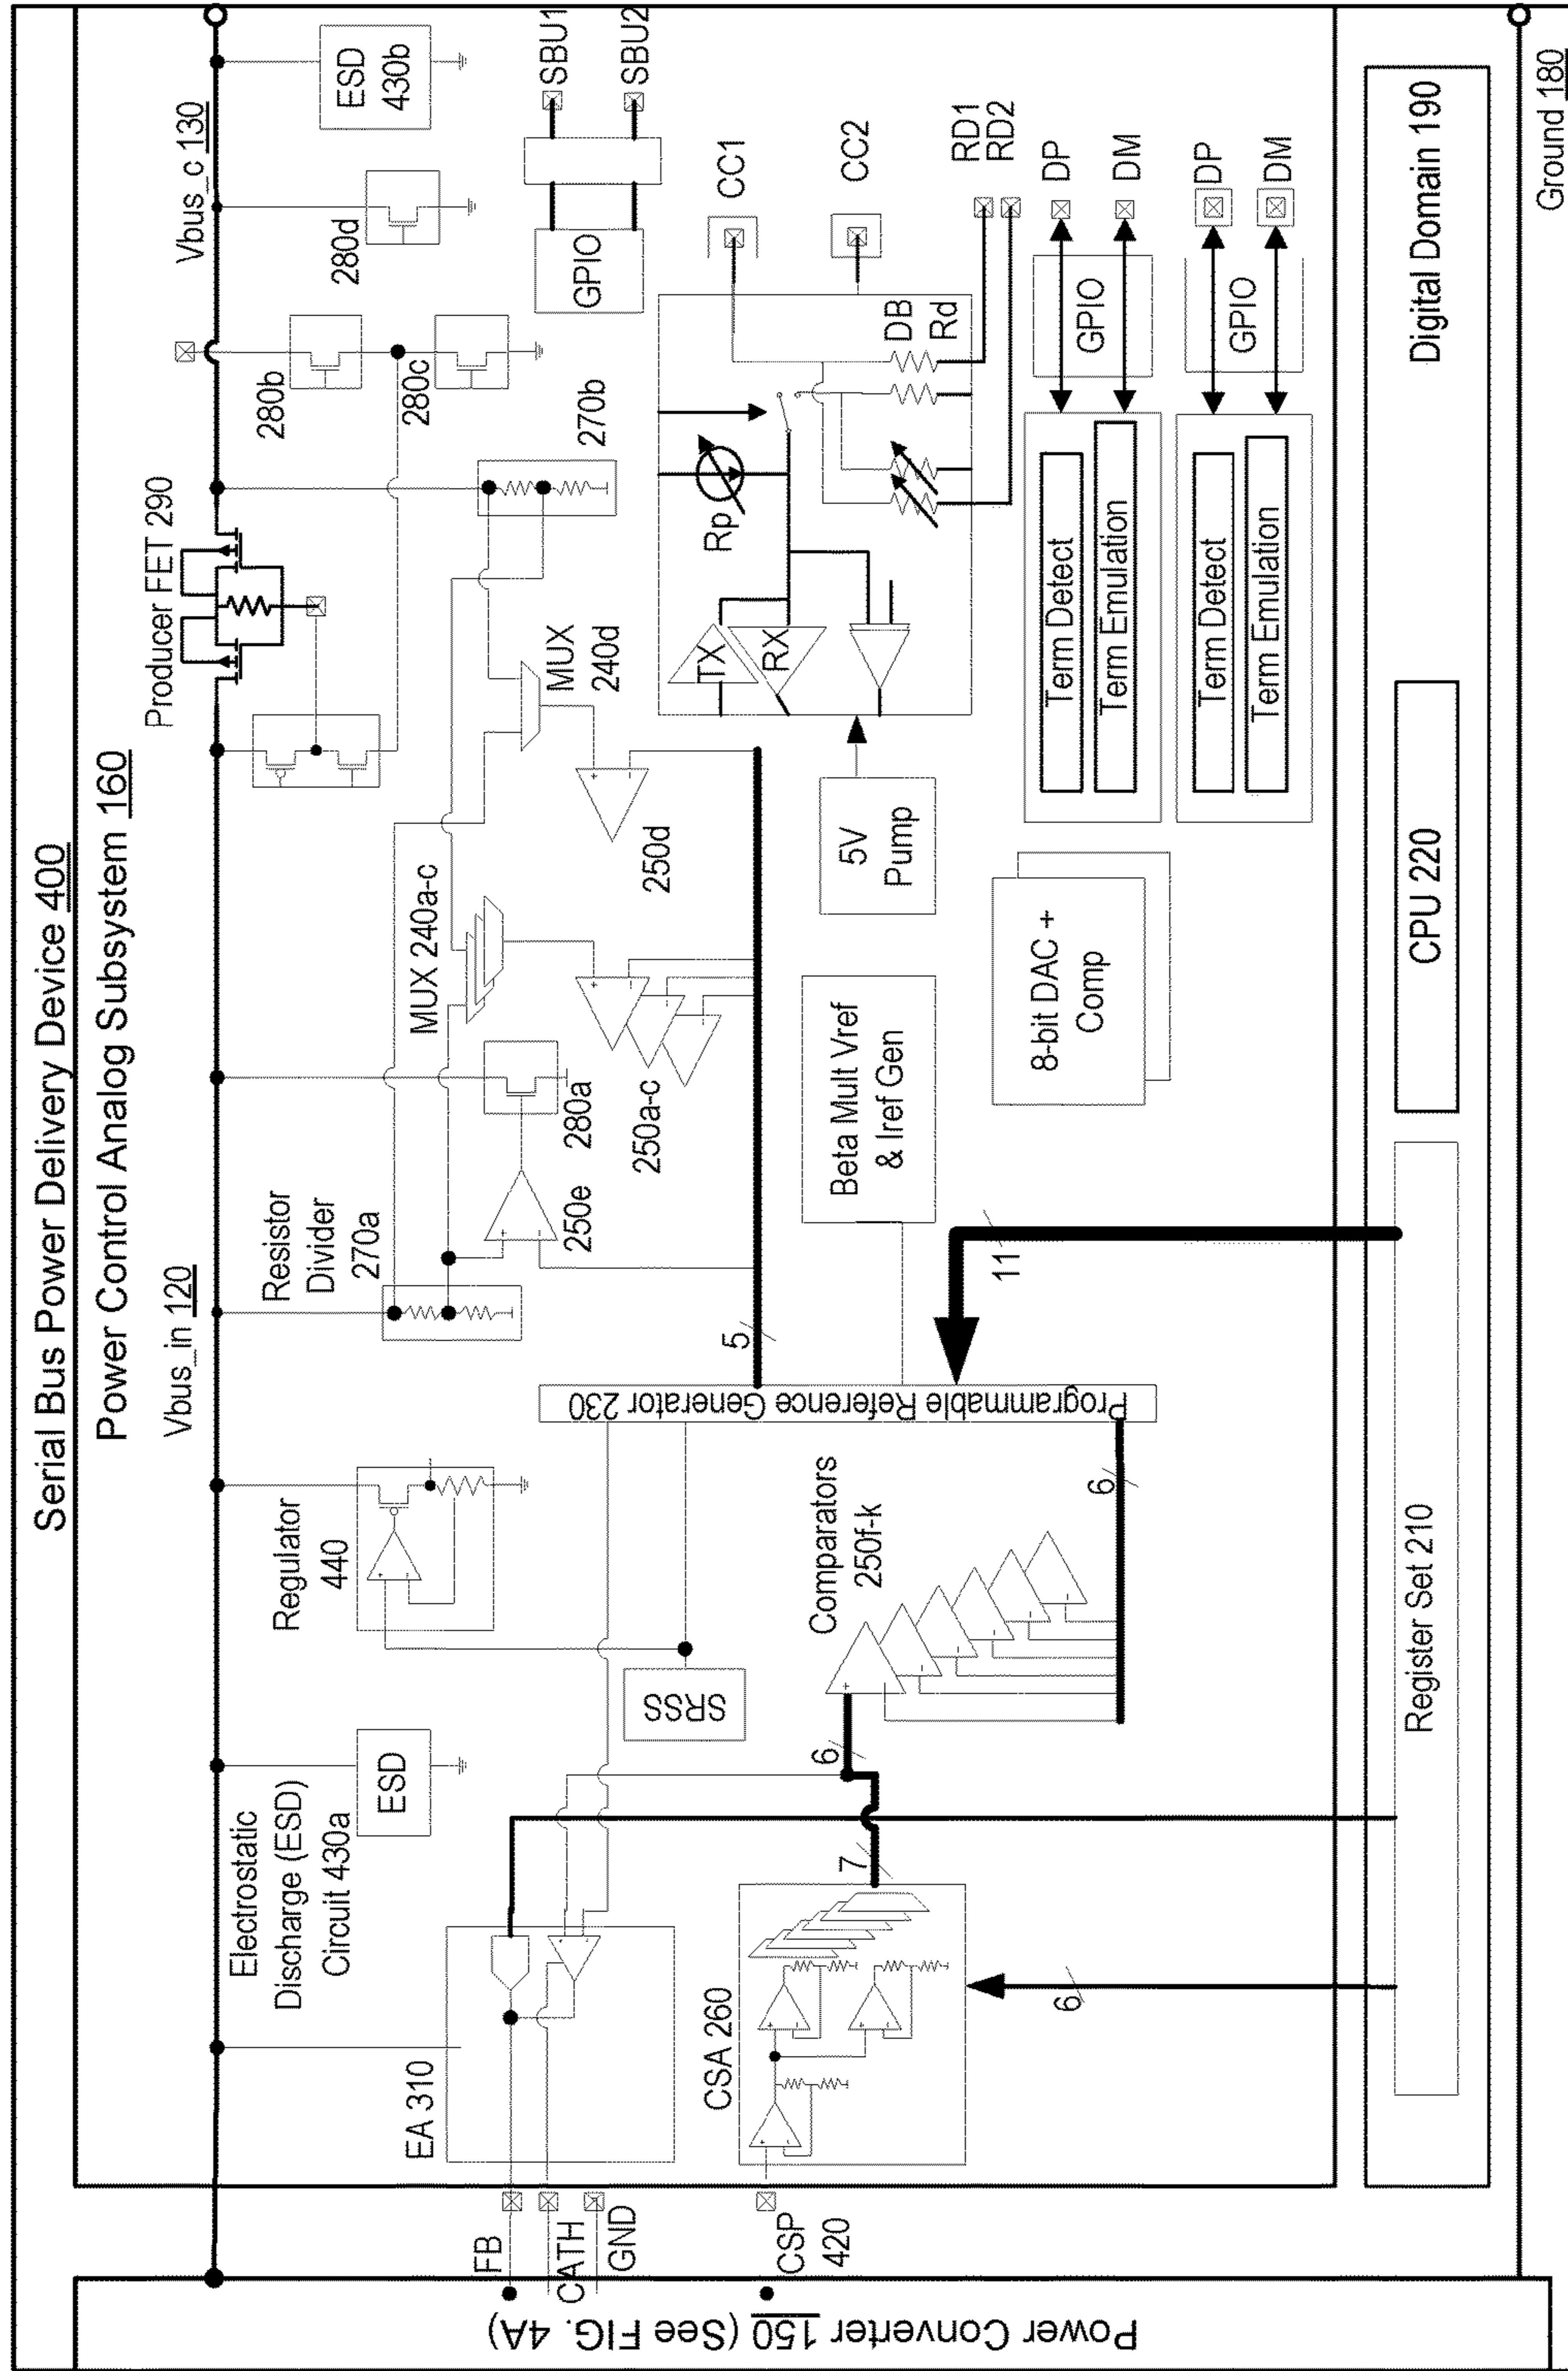 Serial Bus Power Delivery Device 400
Power Control Analog Subsystem 160
Vbus_in 120
Producer FET 290
Vbus_c 130
Electrostatic
Discharge (ESD)
Circuit 430a
ESD
Regulator
440
Resistor
Divider
270a
280b
280c
280d
ESD
430b
EA 310
250e
280a
MUX 240a-c
MUX
240d
270b
GPIO
SBU1
SBU2
FB
CATH
GND
SRSS
Programmable Reference Generator 230
5
250a-c
250d
Rp
TX
RX
DB
Rd
CC1
CC2
RD1
RD2
CSP
420
CSA 260
7
6
Comparators
250f-k
6
Beta Mult Vref
& Iref Gen
5V
Pump
8-bit DAC +
Comp
11
6
Term Detect
Term Emulation
GPIO
DP
DM
Term Detect
Term Emulation
GPIO
DP
DM
Register Set 210
CPU 220
Digital Domain 190
Ground 180
Power Converter 150 (See FIG. 4A)